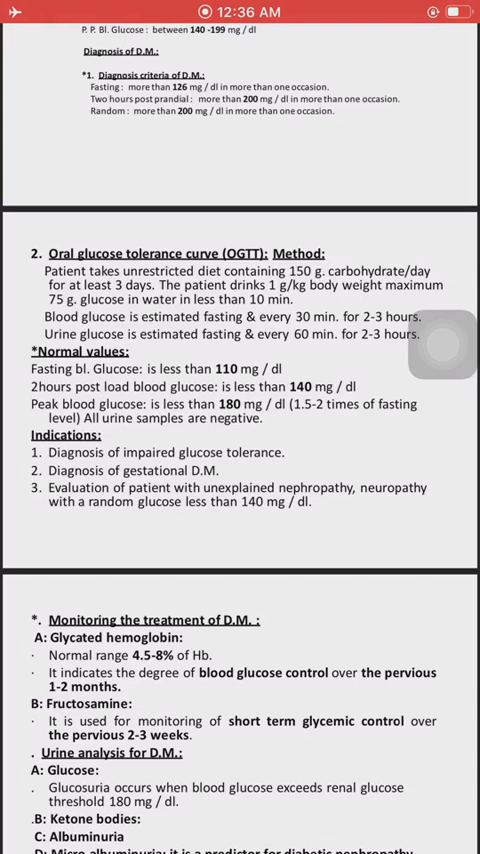 12:36 AM
P. P. Bl. Glucose : between 140 -199 mg / dl
Diagnosis of D.M.:
*1. Diagnosis criteria of D.M.:
Fasting : more than 126 mg / dl in more than one occasion.
Two hours post prandial : more than 200 mg / dl in more than one occasion.
Random : more than 200 mg / dl in more than one occasion.
2. Oral glucose tolerance curve (OGTT): Method:
Patient takes unrestricted diet containing 150 g. carbohydrate/day
for at least 3 days. The patient drinks 1 g/kg body weight maximum
75 g. glucose in water in less than 10 min.
Blood glucose is estimated fasting & every 30 min. for 2-3 hours.
Urine glucose is estimated fasting & every 60 min. for 2-3 hours.
*Normal values:
Fasting bl. Glucose: is less than 110 mg / dl
2hours post load blood glucose: is less than 140 mg / dl
Peak blood glucose: is less than 180 mg / dl (1.5-2 times of fasting
level) All urine samples are negative.
Indications:
1. Diagnosis of impaired glucose tolerance.
2. Diagnosis of gestational D.M.
3. Evaluation of patient with unexplained nephropathy, neuropathy
with a random glucose less than 140 mg / dl.
*. Monitoring the treatment of D.M. :
A: Glycated hemoglobin:
· Normal range 4.5-8% of Hb.
· It indicates the degree of blood glucose control over the pervious
1-2 months.
B: Fructosamine:
· It is used for monitoring of short term glycemic control over
the pervious 2-3 weeks.
. Urine analysis for D.M.:
A: Glucose:
. Glucosuria occurs when blood glucose exceeds renal glucose
threshold 180 mg / dl.
.B: Ketone bodies:
C: Albuminuria
D: Micro albuminuria: it is a predictor for diabetic nephropathy